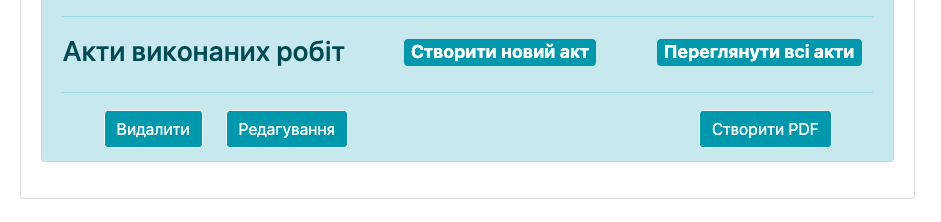 Акти виконаних робіт Створити новий акт Переглянути всі акти
Видалити Редагування Створити PDF